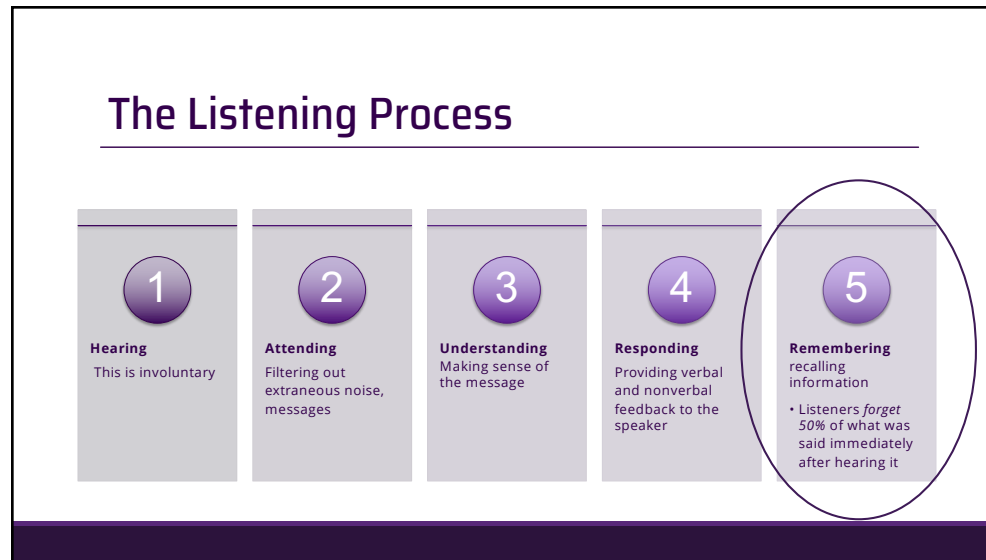 The Listening Process
1
Hearing
This is involuntary
2
Attending
Filtering out
extraneous noise,
messages
3
Understanding
Making sense of
the message
4
Responding
Providing verbal
and nonverbal
feedback to the
speaker
5
Remembering
recalling
information
• Listeners forget
50% of what was
said immediately
after hearing it